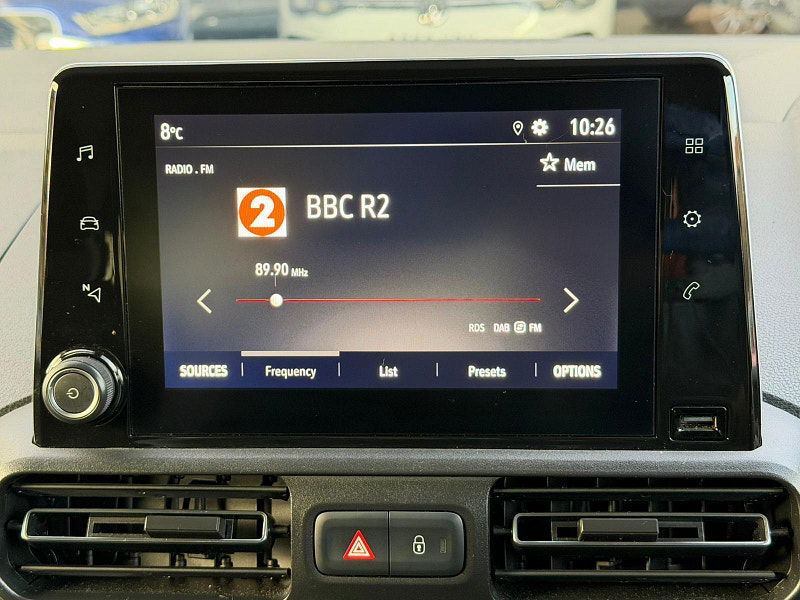 8°C 10:26
RADIO . FM
Mem
2 BBC R2
89.90 MHz
N
RDS DAB FM
SOURCES Frequency List Presets OPTIONS